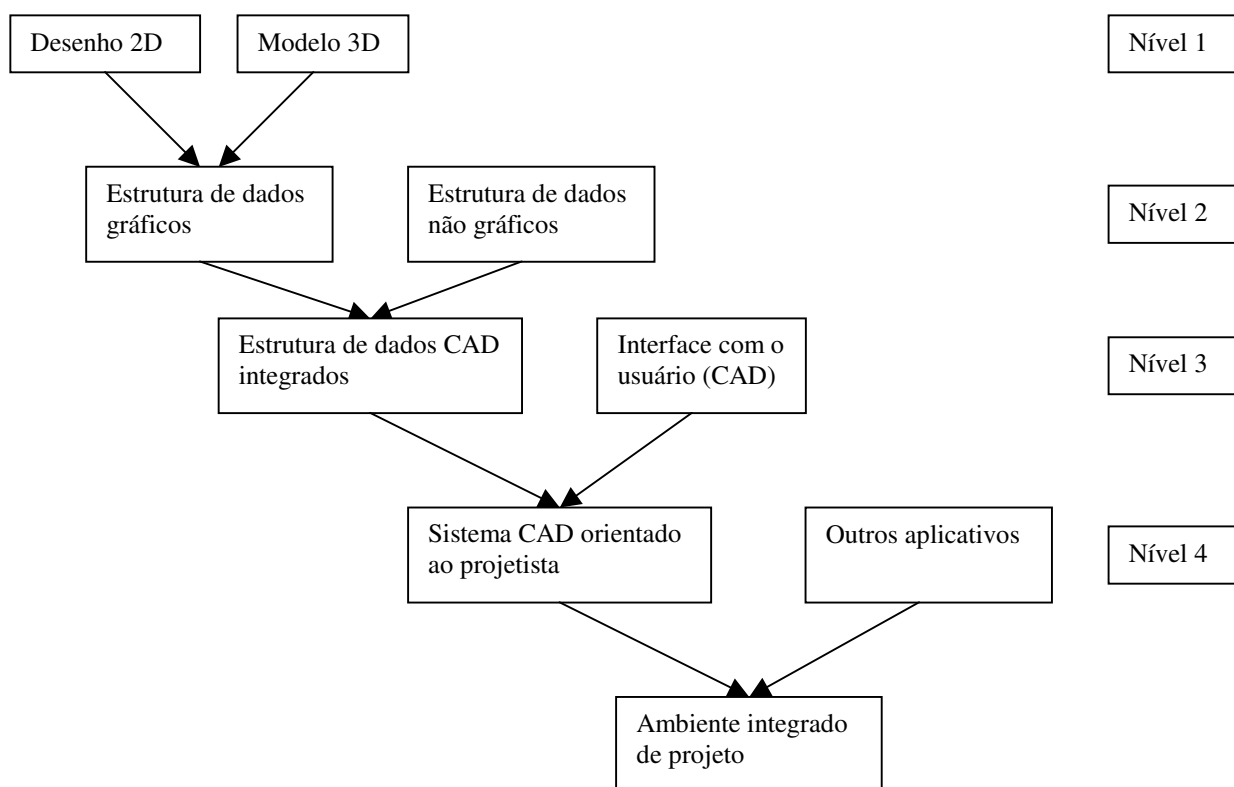 Desenho 2D
Modelo 3D
Nível 1
Estrutura de dados
gráficos
Estrutura de dados
não gráficos
Nível 2
Estrutura de dados CAD
integrados
Interface com o
usuário (CAD)
Nível 3
Sistema CAD orientado
ao projetista
Outros aplicativos
Nível 4
Ambiente integrado
de projeto